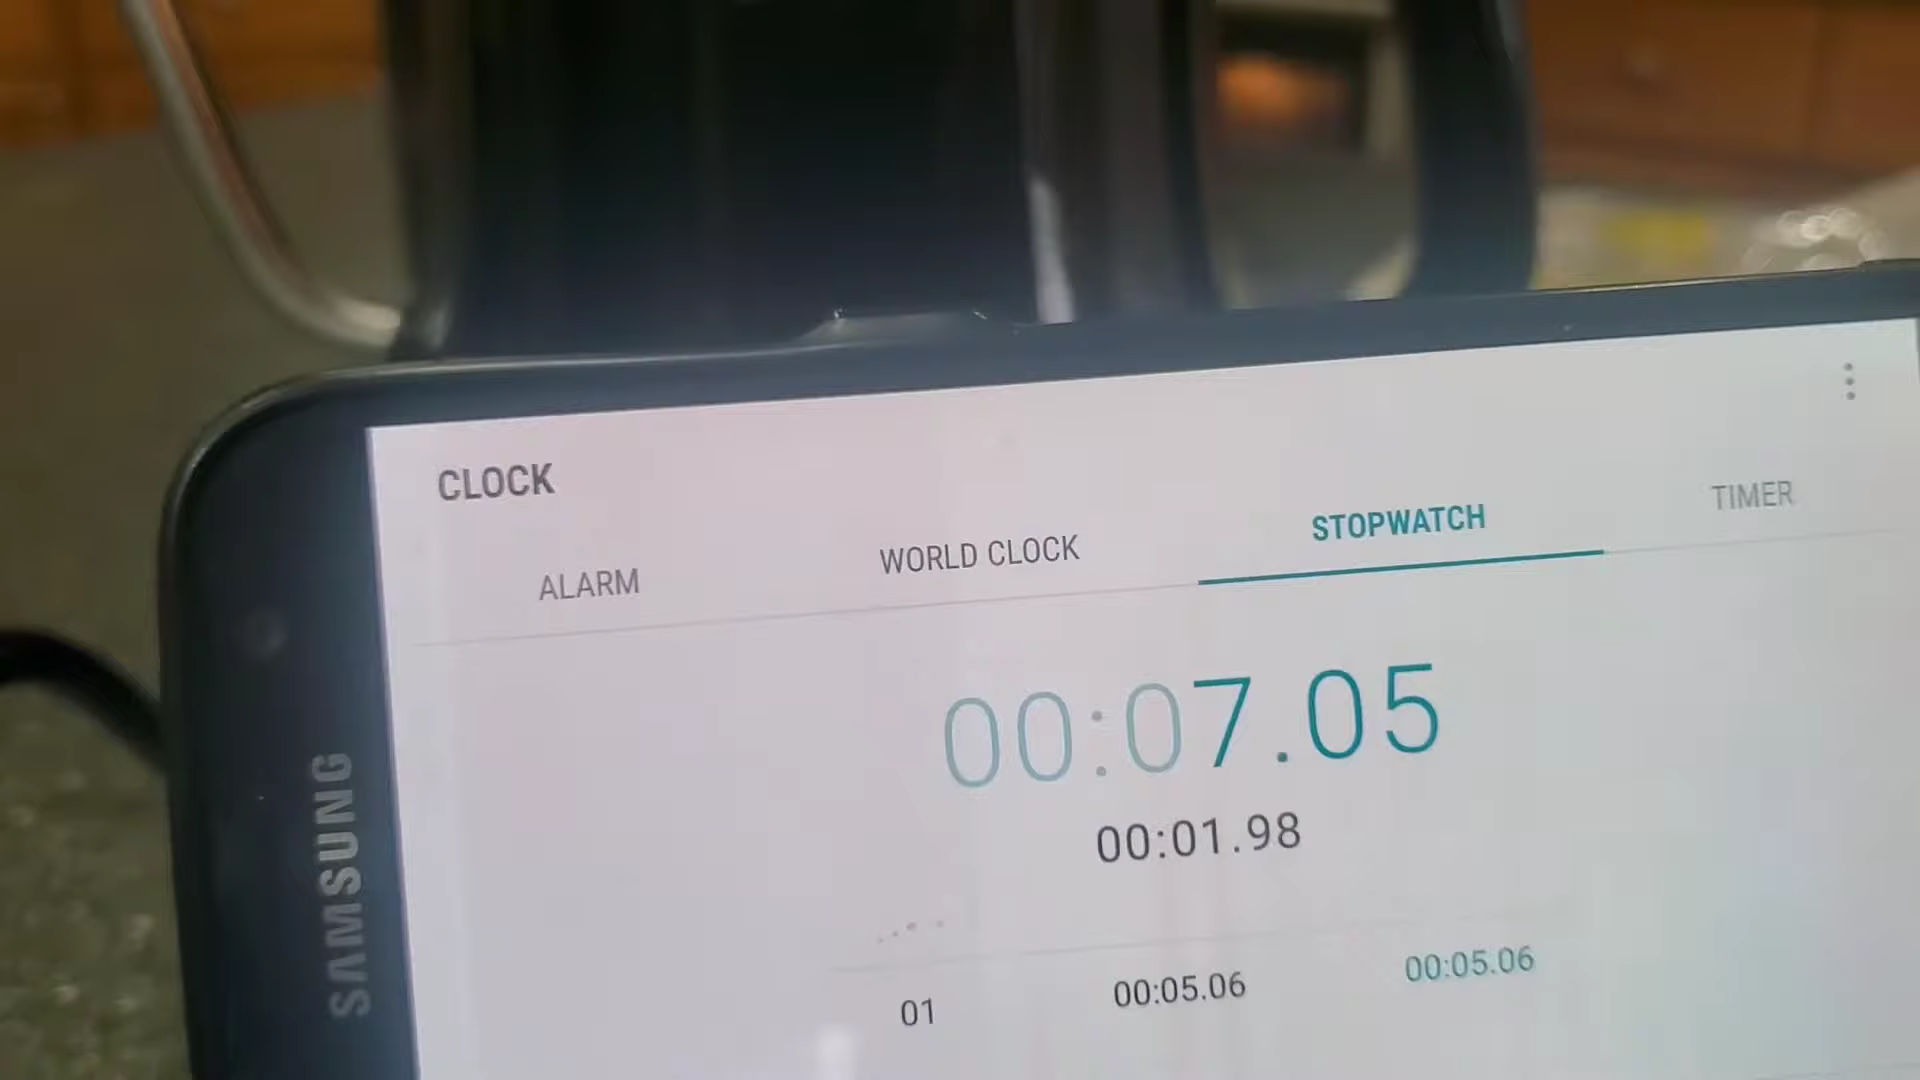 CLOCK
ALARM WORLD CLOCK STOPWATCH TIMER
00:07.05
00:01.98
01 00:05.06 00:05.06
SAMSUNG